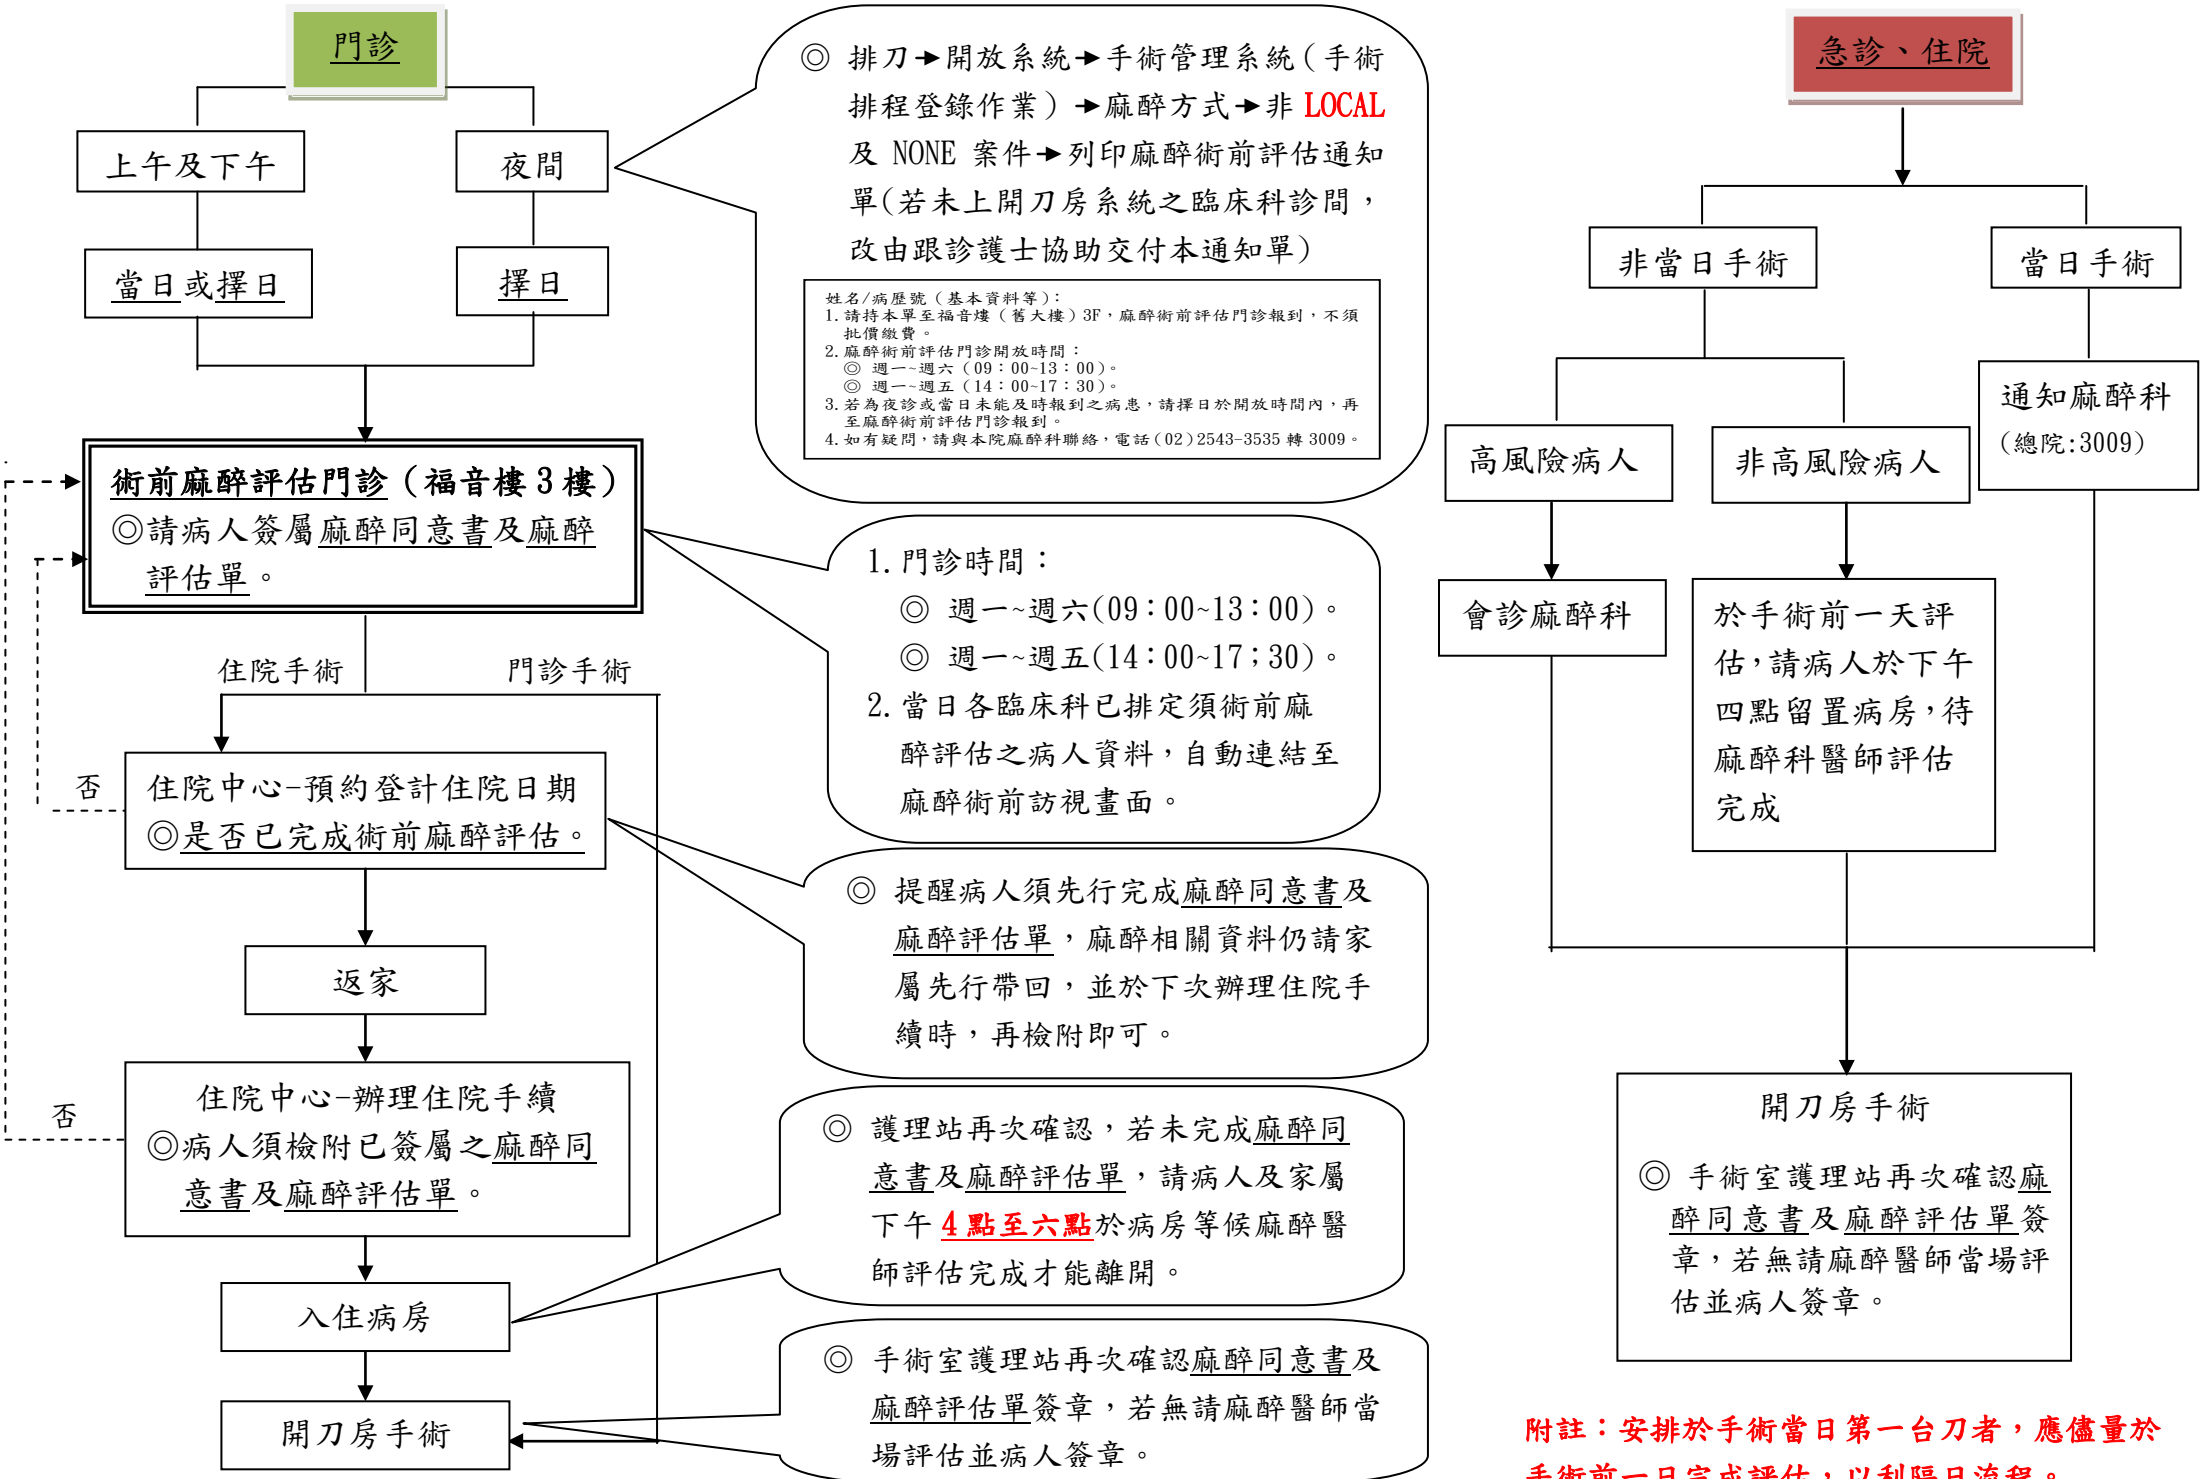 門診
上午及下午
夜間
當日或擇日
擇日
◎ 排刀→開放系統→手術管理系統(手術
排程登錄作業)→麻醉方式→非 LOCAL
及 NONE 案件→列印麻醉術前評估通知
單(若未上開刀房系統之臨床科診間，
改由跟診護士協助交付本通知單)
姓名/病歷號(基本資料等)：
1.請持本單至福音樓(舊大樓)3F，麻醉術前評估門診報到，不須
批價繳費。
2.麻醉術前評估門診開放時間：
◎ 週一~週六(09：00~13：00)。
◎ 週一~週五(14：00~17：30)。
3.若為夜診或當日未能及時報到之病患，請擇日於開放時間內，再
至麻醉術前評估門診報到。
4.如有疑問，請與本院麻醉科聯絡，電話(02)2543-3535 轉 3009。
術前麻醉評估門診(福音樓 3 樓)
◎請病人簽屬麻醉同意書及麻醉
評估單。
1.門診時間：
◎ 週一~週六(09：00~13：00)。
◎ 週一~週五(14：00~17；30)。
2.當日各臨床科已排定須術前麻
醉評估之病人資料，自動連結至
麻醉術前訪視畫面。
住院手術
門診手術
否
住院中心-預約登計住院日期
◎是否已完成術前麻醉評估。
◎ 提醒病人須先行完成麻醉同意書及
麻醉評估單，麻醉相關資料仍請家
屬先行帶回，並於下次辦理住院手
續時，再檢附即可。
返家
否
住院中心-辦理住院手續
◎病人須檢附已簽屬之麻醉同
意書及麻醉評估單。
◎ 護理站再次確認，若未完成麻醉同
意書及麻醉評估單，請病人及家屬
下午 4 點至六點於病房等候麻醉醫
師評估完成才能離開。
入住病房
開刀房手術
◎ 手術室護理站再次確認麻醉同意書及
麻醉評估單簽章，若無請麻醉醫師當
場評估並病人簽章。
急診、住院
非當日手術
當日手術
高風險病人
非高風險病人
通知麻醉科
(總院:3009)
會診麻醉科
於手術前一天評
估，請病人於下午
四點留置病房，待
麻醉科醫師評估
完成
開刀房手術
◎ 手術室護理站再次確認麻
醉同意書及麻醉評估單簽
章，若無請麻醉醫師當場評
估並病人簽章。
附註：安排於手術當日第一台刀者，應儘量於
手術前一日完成評估，以利隔日流程。